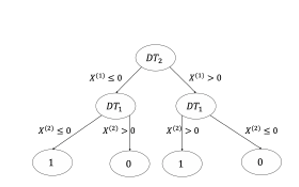 DT₂
X⁽¹⁾ ≤ 0 X⁽¹⁾ > 0
DT₁ DT₁
X⁽²⁾ ≤ 0 X⁽²⁾ > 0 X⁽²⁾ > 0 X⁽²⁾ ≤ 0
1 0 1 0